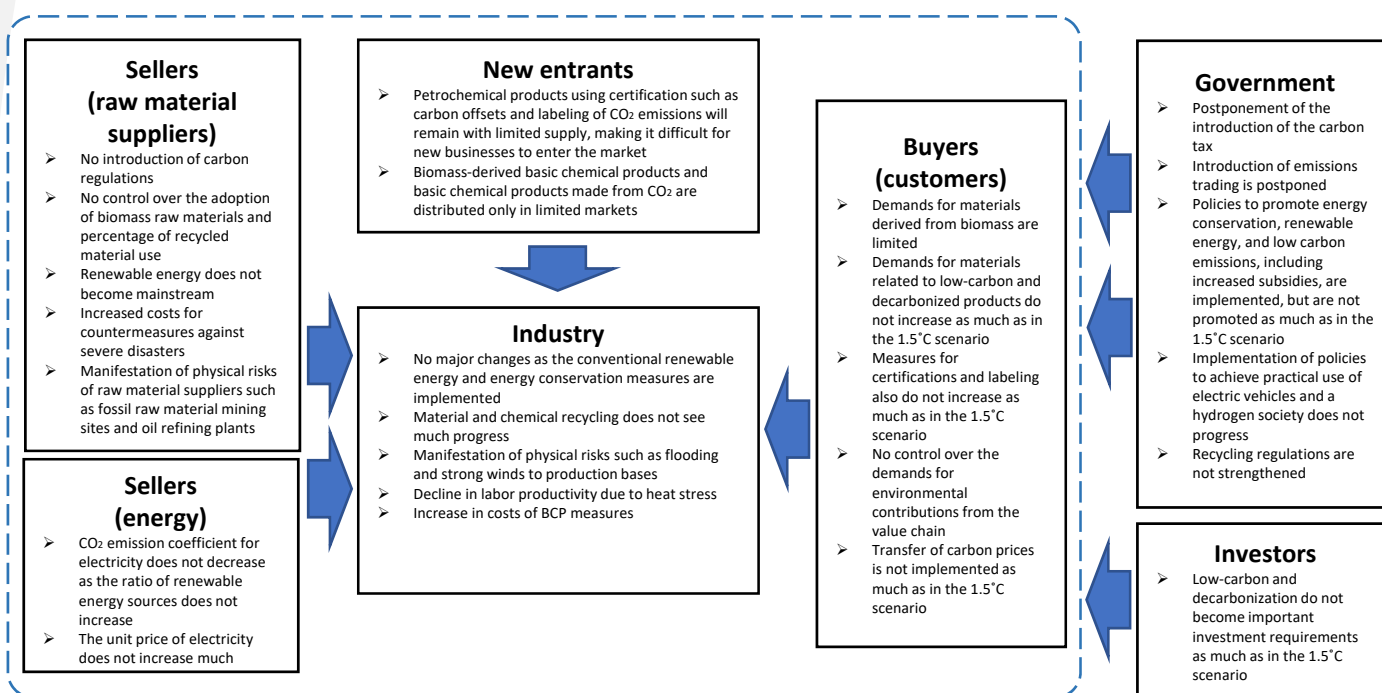 Sellers
(raw material
suppliers)
➢ No introduction of carbon
regulations
➢ No control over the adoption
of biomass raw materials and
percentage of recycled
material use
➢ Renewable energy does not
become mainstream
➢ Increased costs for
countermeasures against
severe disasters
➢ Manifestation of physical risks
of raw material suppliers such
as fossil raw material mining
sites and oil refining plants
Sellers
(energy)
➢ CO₂ emission coefficient for
electricity does not decrease
as the ratio of renewable
energy sources does not
increase
➢ The unit price of electricity
does not increase much
New entrants
➢ Petrochemical products using certification such as
carbon offsets and labeling of CO₂ emissions will
remain with limited supply, making it difficult for
new businesses to enter the market
➢ Biomass-derived basic chemical products and
basic chemical products made from CO₂ are
distributed only in limited markets
Industry
➢ No major changes as the conventional renewable
energy and energy conservation measures are
implemented
➢ Material and chemical recycling does not see
much progress
➢ Manifestation of physical risks such as flooding
and strong winds to production bases
➢ Decline in labor productivity due to heat stress
➢ Increase in costs of BCP measures
Buyers
(customers)
➢ Demands for materials
derived from biomass are
limited
➢ Demands for materials
related to low-carbon and
decarbonized products do
not increase as much as in
the 1.5˚C scenario
➢ Measures for
certifications and labeling
also do not increase as
much as in the 1.5˚C
scenario
➢ No control over the
demands for
environmental
contributions from the
value chain
➢ Transfer of carbon prices
is not implemented as
much as in the 1.5˚C
scenario
Government
➢ Postponement of the
introduction of the carbon
tax
➢ Introduction of emissions
trading is postponed
➢ Policies to promote energy
conservation, renewable
energy, and low carbon
emissions, including
increased subsidies, are
implemented, but are not
promoted as much as in the
1.5˚C scenario
➢ Implementation of policies
to achieve practical use of
electric vehicles and a
hydrogen society does not
progress
➢ Recycling regulations are
not strengthened
Investors
➢ Low-carbon and
decarbonization do not
become important
investment requirements
as much as in the 1.5˚C
scenario